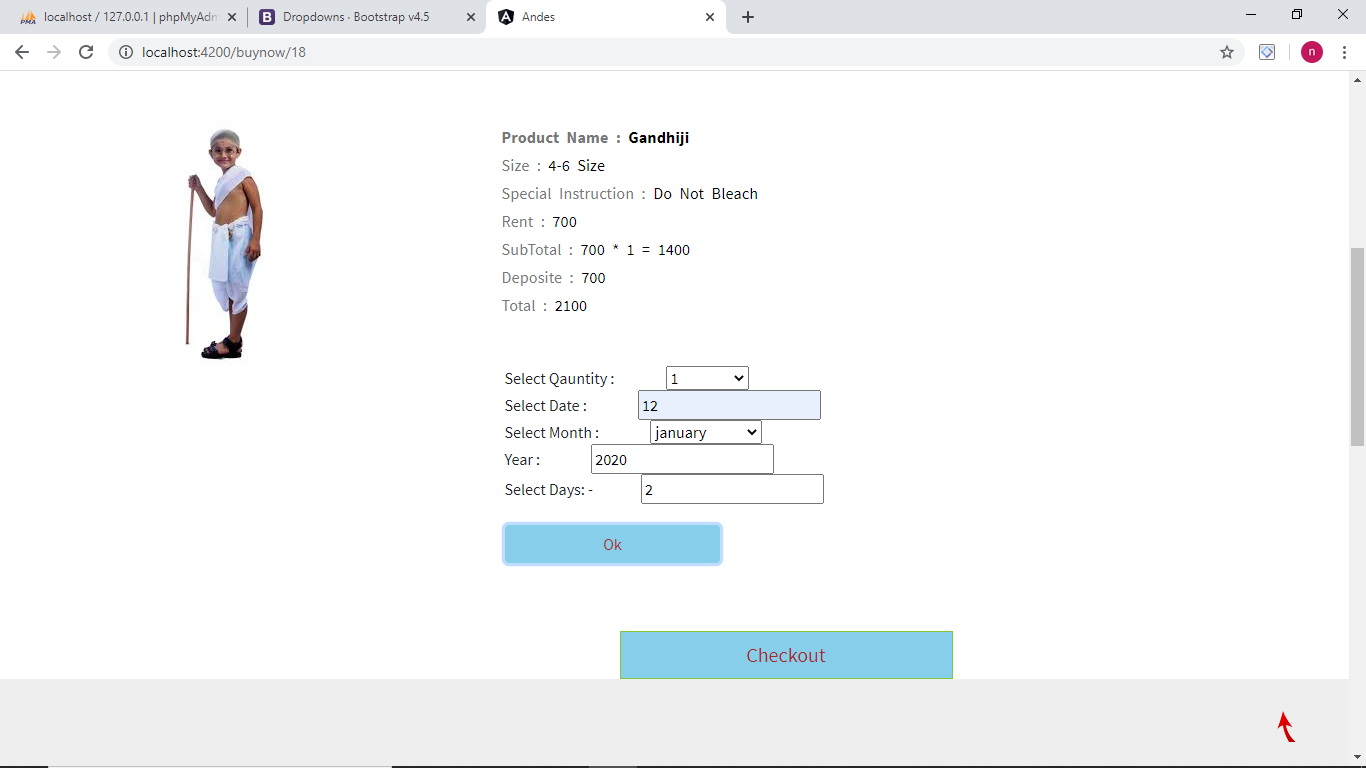 localhost / 127.0.0.1 | phpMyAdm
Dropdowns · Bootstrap v4.5
Andes
localhost:4200/buynow/18
n
Product Name : Gandhiji
Size : 4-6 Size
Special Instruction : Do Not Bleach
Rent : 700
SubTotal : 700 * 1 = 1400
Deposite : 700
Total : 2100
Select Qauntity : 1
Select Date : 12
Select Month : january
Year : 2020
Select Days: - 2
Ok
Checkout